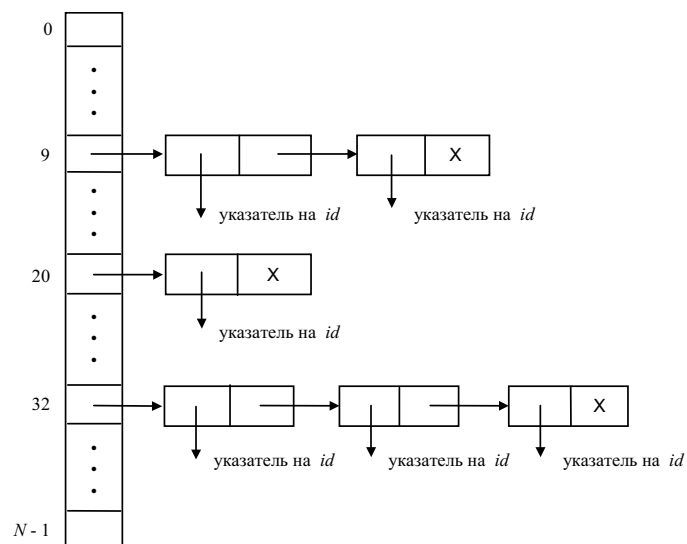 0
9
X
указатель на id
указатель на id
20
X
указатель на id
32
X
указатель на id
указатель на id
указатель на id
N - 1